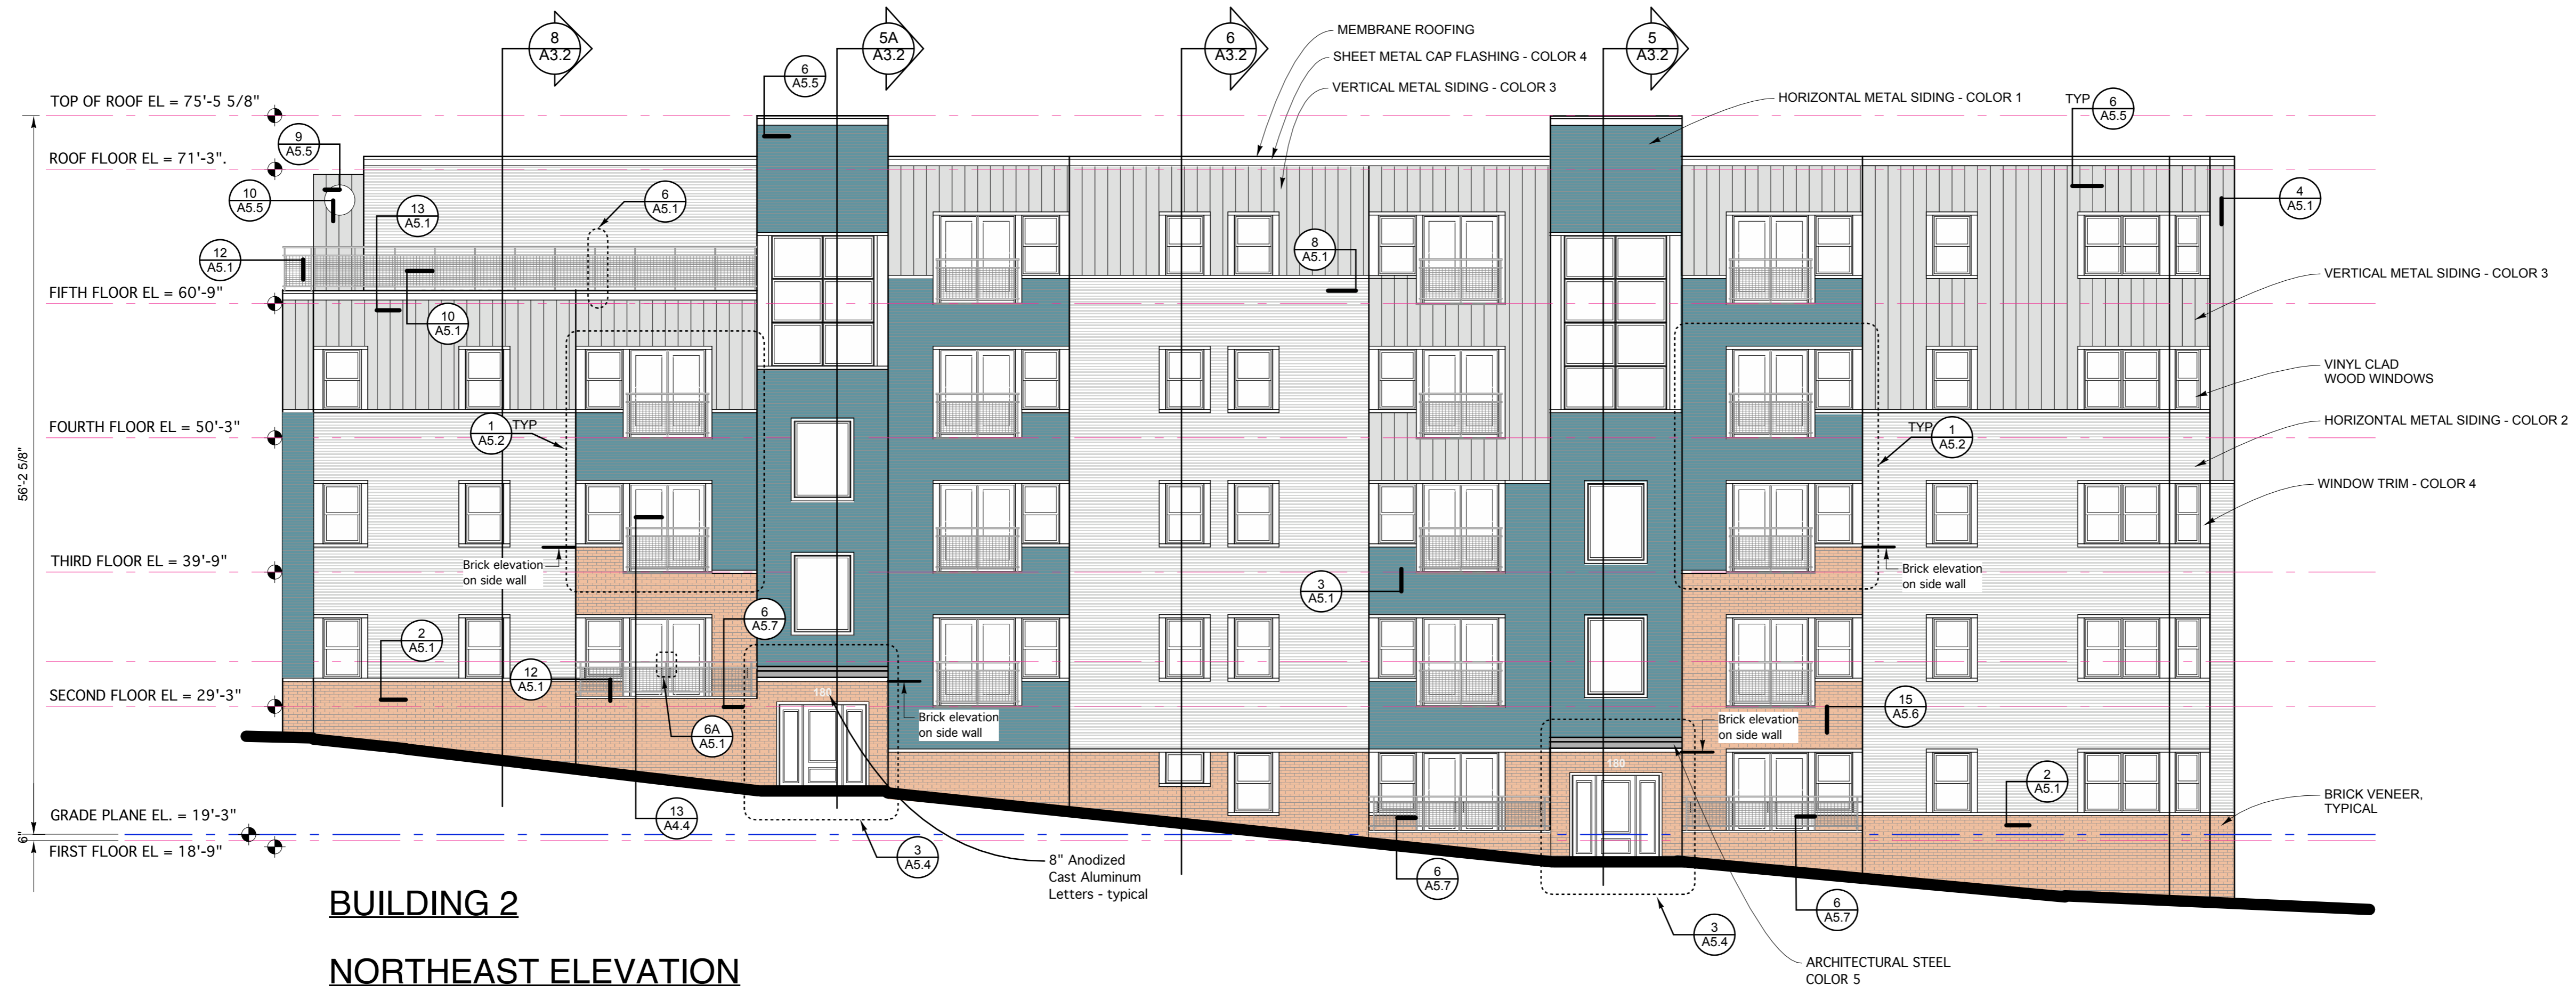 8
A3.2
5A
A3.2
6
A3.2
5
A3.2
MEMBRANE ROOFING
SHEET METAL CAP FLASHING - COLOR 4
VERTICAL METAL SIDING - COLOR 3
HORIZONTAL METAL SIDING - COLOR 1
6
A5.5
TYP
6
A5.5
TOP OF ROOF EL = 75'-5 5/8"
9
A5.5
ROOF FLOOR EL = 71'-3".
10
A5.5
13
A5.1
6
A5.1
4
A5.1
12
A5.1
8
A5.1
VERTICAL METAL SIDING - COLOR 3
FIFTH FLOOR EL = 60'-9"
10
A5.1
VINYL CLAD
WOOD WINDOWS
FOURTH FLOOR EL = 50'-3"
1
A5.2
TYP
TYP
1
A5.2
HORIZONTAL METAL SIDING - COLOR 2
56'-2 5/8"
WINDOW TRIM - COLOR 4
THIRD FLOOR EL = 39'-9"
Brick elevation
on side wall
Brick elevation
on side wall
3
A5.1
6
A5.7
2
A5.1
12
A5.1
SECOND FLOOR EL = 29'-3"
180
Brick elevation
on side wall
Brick elevation
on side wall
15
A5.6
6A
A5.1
180
2
A5.1
BRICK VENEER,
TYPICAL
GRADE PLANE EL. = 19'-3"
13
A4.4
6"
FIRST FLOOR EL = 18'-9"
3
A5.4
8" Anodized
Cast Aluminum
Letters - typical
6
A5.7
6
A5.7
3
A5.4
ARCHITECTURAL STEEL
COLOR 5
BUILDING 2
NORTHEAST ELEVATION